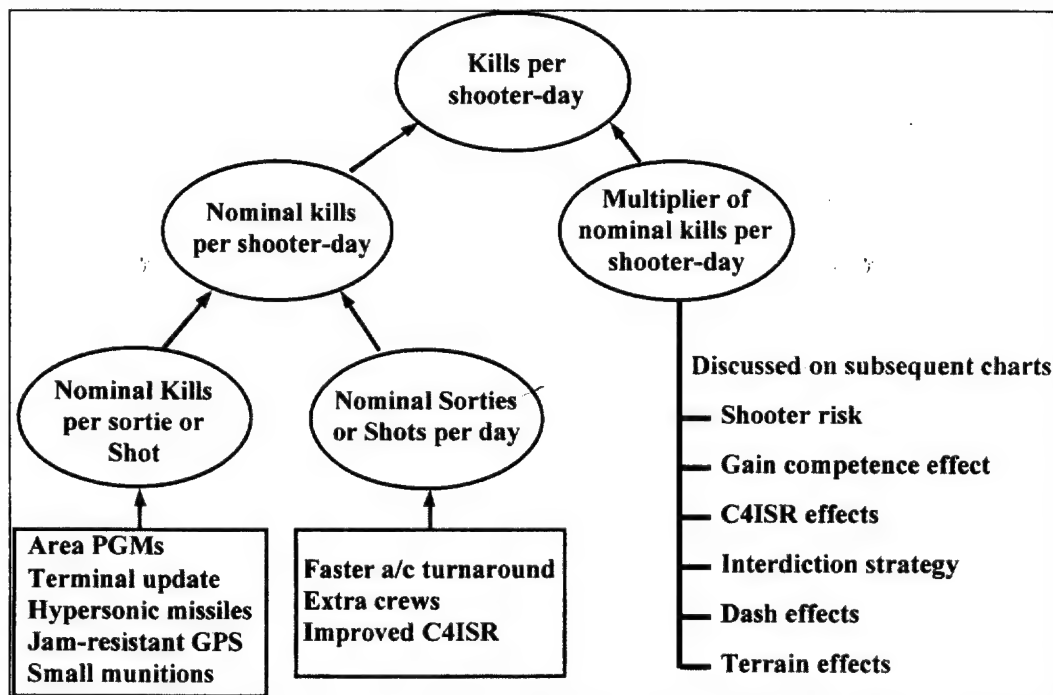 Kills per
shooter-day
Nominal kills
per shooter-day
Multiplier of
nominal kills per
shooter-day
Nominal Kills
per sortie or
Shot
Nominal Sorties
or Shots per day
Discussed on subsequent charts
Shooter risk
Gain competence effect
C4ISR effects
Interdiction strategy
Dash effects
Terrain effects
Area PGMs
Terminal update
Hypersonic missiles
Jam-resistant GPS
Small munitions
Faster a/c turnaround
Extra crews
Improved C4ISR